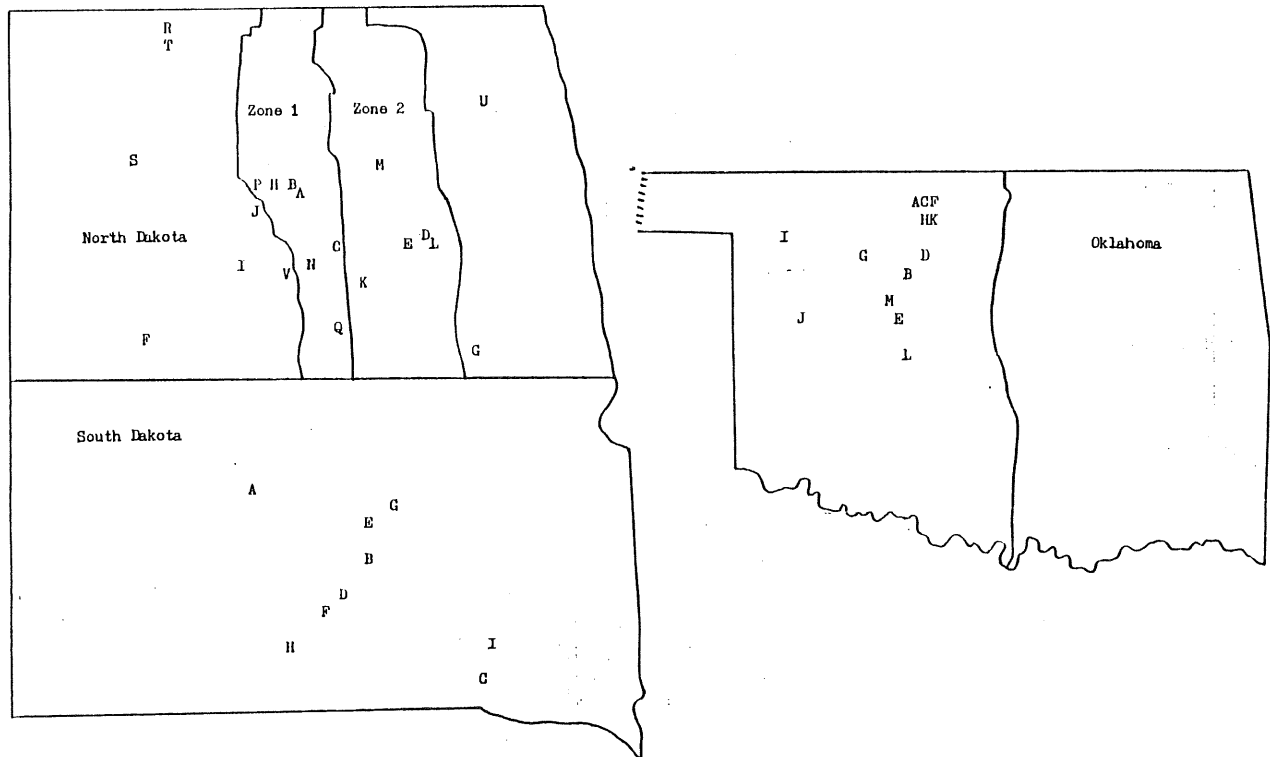 R
T
Zone 1 Zone 2
U
S
M
P H B
A
J
North Dakota
C
E D L
I
V N
K
Q
F
G
South Dakota
A
G
E
B
D
F
H
I
C
ACF
HK
I
Oklahoma
G D
B
M
J E
L